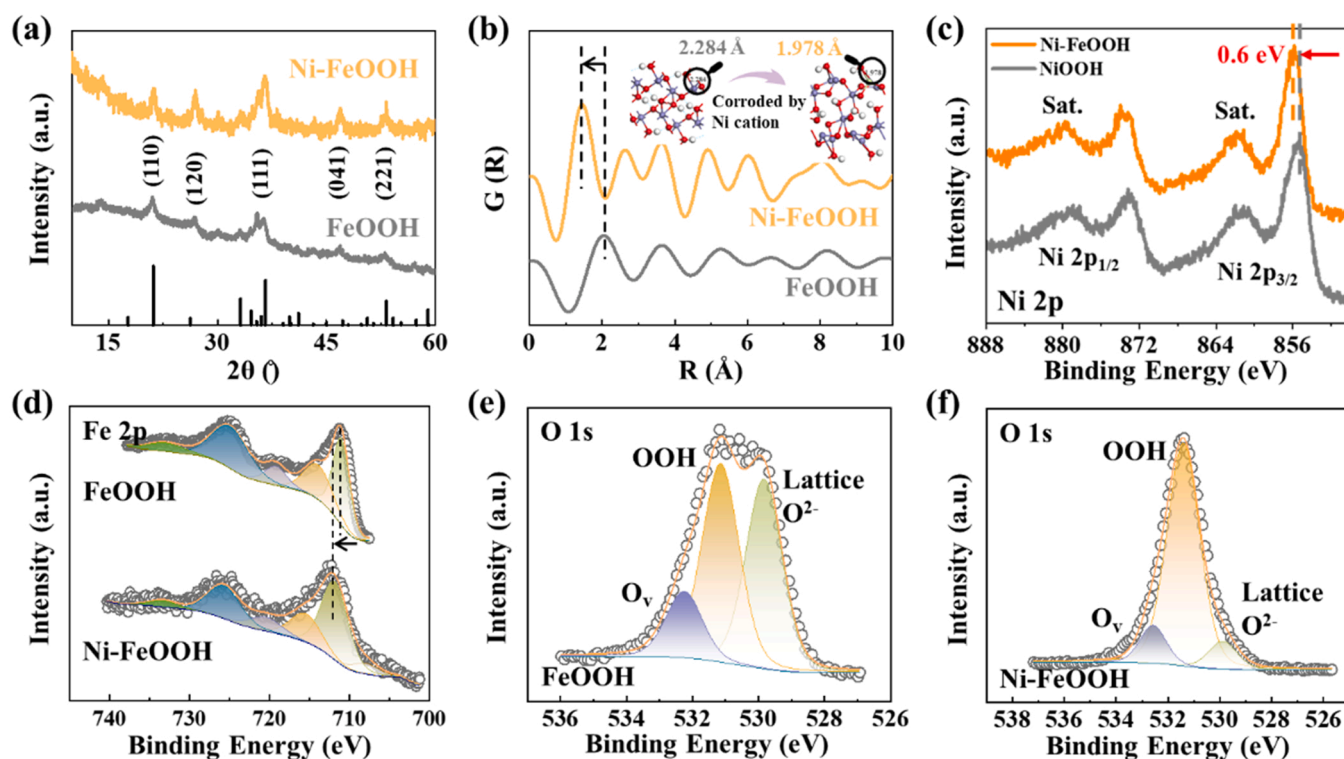 (a)
Ni-FeOOH
(110)
(120)
(111)
(041)
(221)
FeOOH
Intensity (a.u.)
15 30 45 60
2θ (°)
(b)
2.284 Å 1.978 Å
Corroded by
Ni cation
Ni-FeOOH
FeOOH
G (R)
0 2 4 6 8 10
R (Å)
(c)
Ni-FeOOH
NiOOH
0.6 eV
Sat.
Sat.
Ni 2p1/2
Ni 2p3/2
Ni 2p
Intensity (a.u.)
888 880 872 864 856
Binding Energy (eV)
(d)
Fe 2p
FeOOH
Ni-FeOOH
Intensity (a.u.)
740 730 720 710 700
Binding Energy (eV)
(e)
O 1s
OOH
Lattice
O2-
Ov
FeOOH
Intensity (a.u.)
536 534 532 530 528 526
Binding Energy (eV)
(f)
O 1s
OOH
Lattice
O2-
Ov
Ni-FeOOH
Intensity (a.u.)
538 536 534 532 530 528 526
Binding Energy (eV)